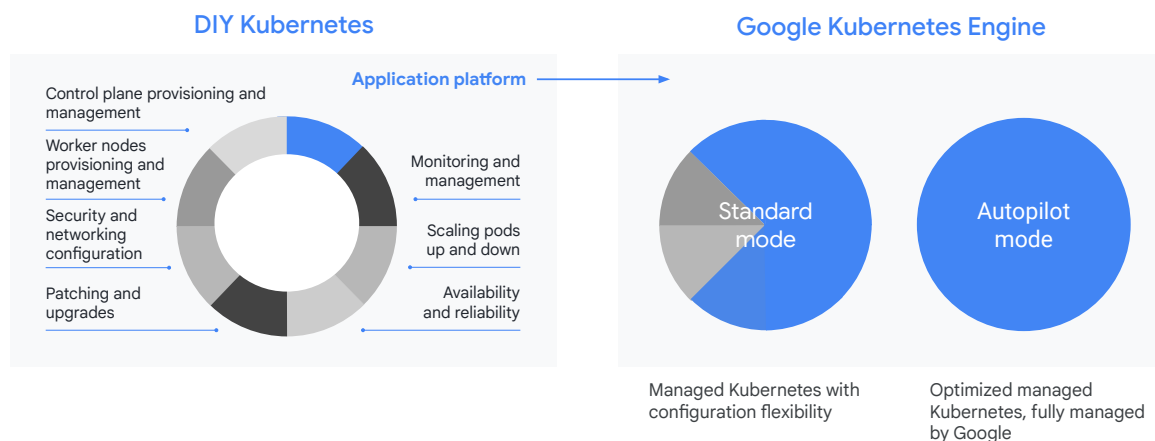 DIY Kubernetes
Application platform
Control plane provisioning and
management
Worker nodes
provisioning and
management
Security and
networking
configuration
Patching and
upgrades
Monitoring and
management
Scaling pods
up and down
Availability
and reliability
Google Kubernetes Engine
Standard
mode
Autopilot
mode
Managed Kubernetes with
configuration flexibility
Optimized managed
Kubernetes, fully managed
by Google